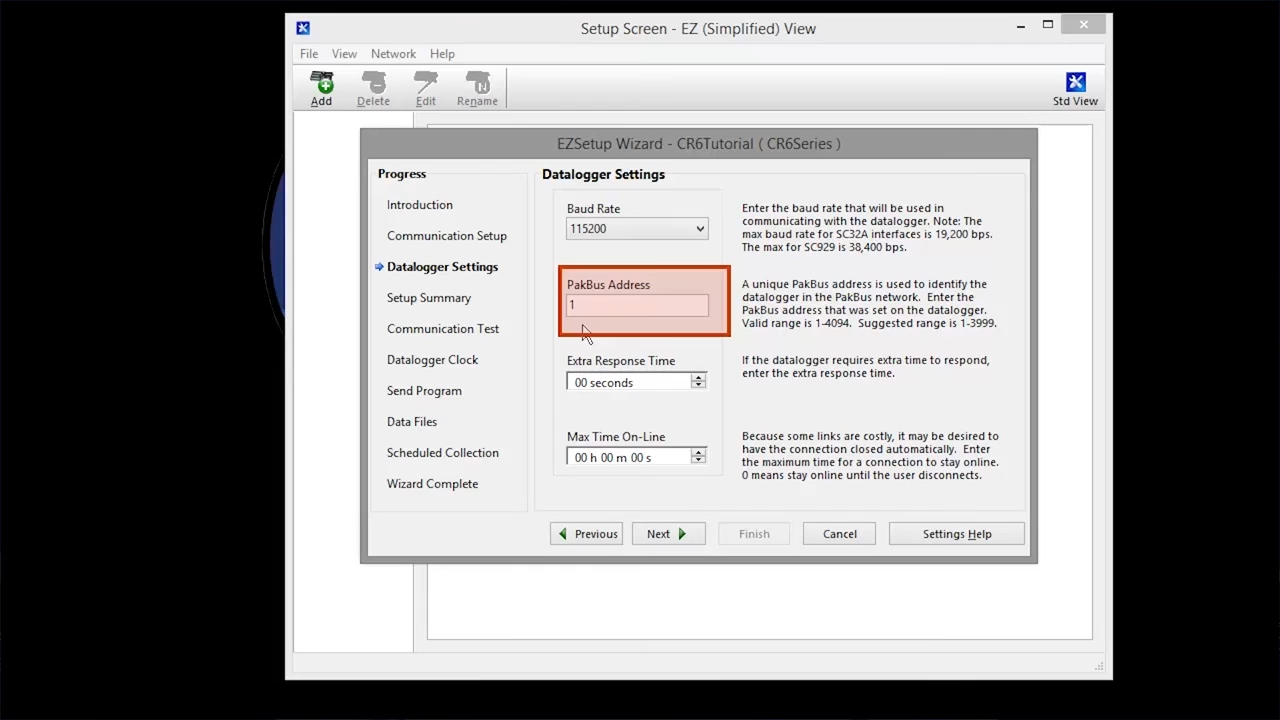 Setup Screen - EZ (Simplified) View
File View Network Help
Add Delete Edit Rename Std View
EZSetup Wizard - CR6Tutorial ( CR6Series )
Progress
Introduction
Communication Setup
Datalogger Settings
Setup Summary
Communication Test
Datalogger Clock
Send Program
Data Files
Scheduled Collection
Wizard Complete
Datalogger Settings
Baud Rate
115200
Enter the baud rate that will be used in
communicating with the datalogger. Note: The
max baud rate for SC32A interfaces is 19,200 bps.
The max for SC929 is 38,400 bps.
PakBus Address
1
A unique PakBus address is used to identify the
datalogger in the PakBus network. Enter the
PakBus address that was set on the datalogger.
Valid range is 1-4094. Suggested range is 1-3999.
Extra Response Time
00 seconds
If the datalogger requires extra time to respond,
enter the extra response time.
Max Time On-Line
00 h 00 m 00 s
Because some links are costly, it may be desired to
have the connection closed automatically. Enter
the maximum time for a connection to stay online.
0 means stay online until the user disconnects.
Previous Next Finish Cancel Settings Help